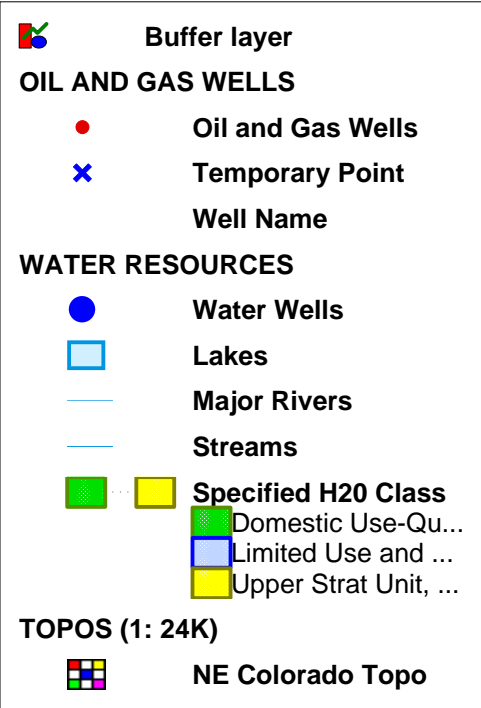 Buffer layer
OIL AND GAS WELLS
Oil and Gas Wells
Temporary Point
Well Name
WATER RESOURCES
Water Wells
Lakes
Major Rivers
Streams
Specified H20 Class
Domestic Use-Qu...
Limited Use and ...
Upper Strat Unit, ...
TOPOS (1: 24K)
NE Colorado Topo